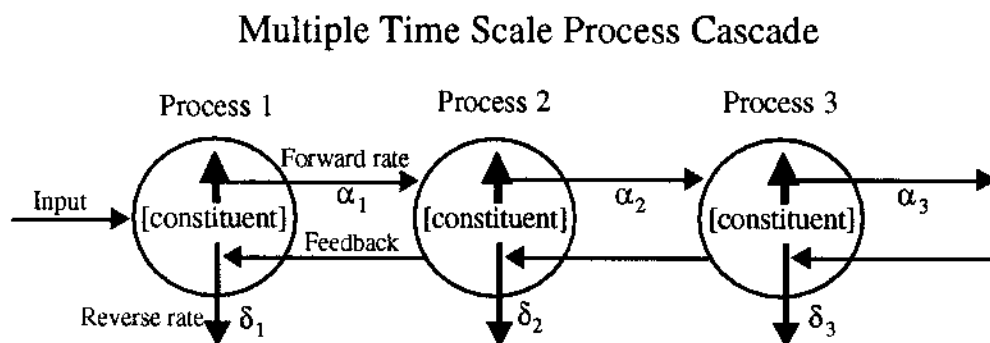 Multiple Time Scale Process Cascade
Process 1
Process 2
Process 3
Forward rate
α1
α2
α3
Input
[constituent]
[constituent]
[constituent]
Feedback
Reverse rate
δ1
δ2
δ3